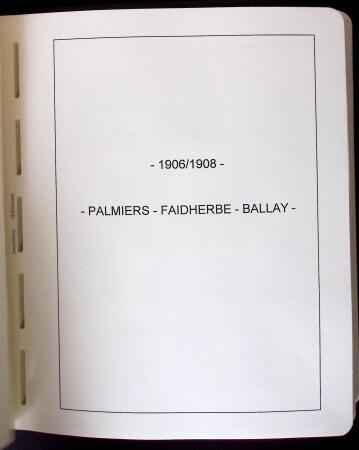 - 1906/1908 -
- PALMIERS - FAIDHERBE - BALLAY -